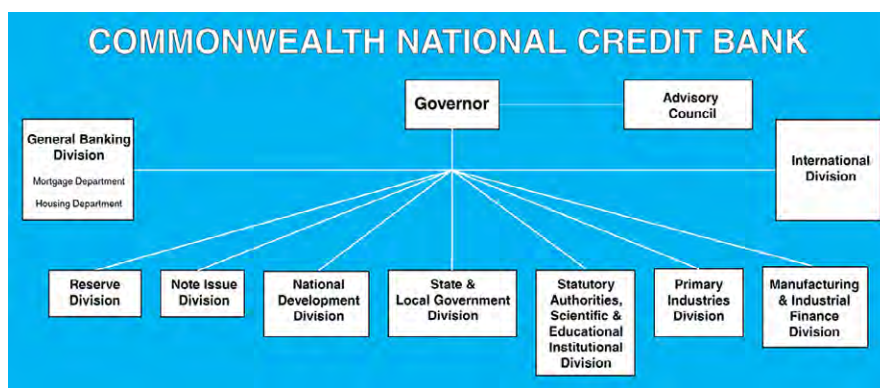 COMMONWEALTH NATIONAL CREDIT BANK
Governor
Advisory
Council
General Banking
Division
Mortgage Department
Housing Department
International
Division
Reserve
Division
Note Issue
Division
National
Development
Division
State &
Local Government
Division
Statutory
Authorities,
Scientific &
Educational
Institutional
Division
Primary
Industries
Division
Manufacturing
& Industrial
Finance
Division